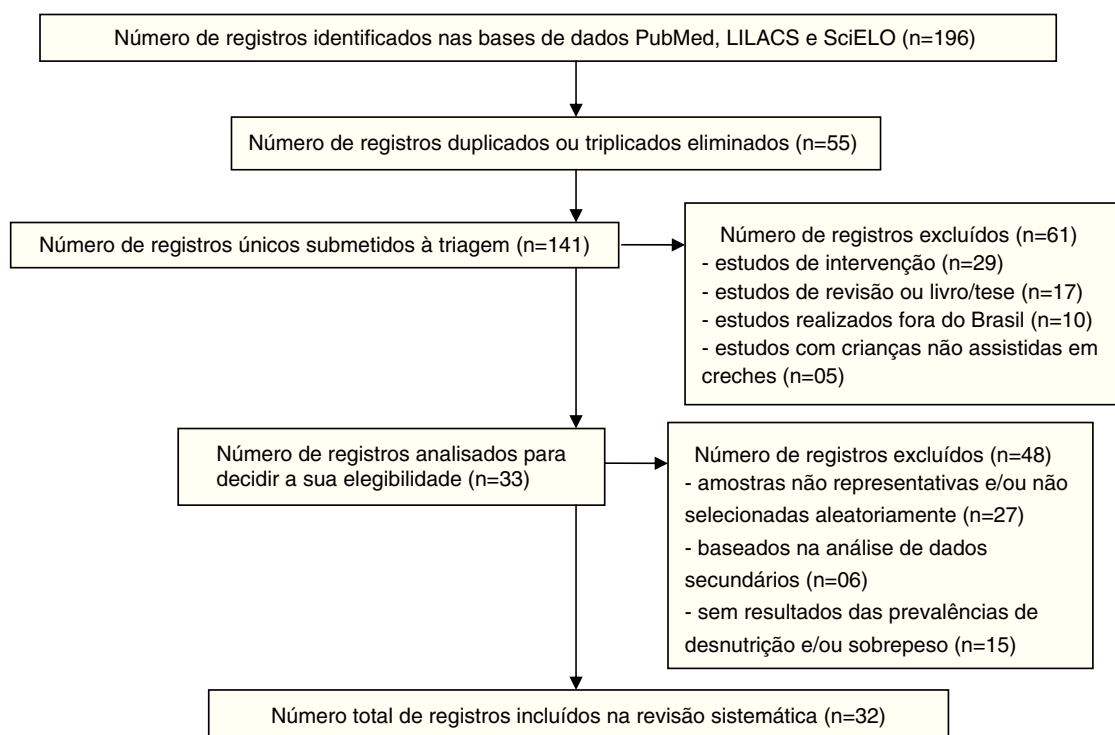 Número de registros identificados nas bases de dados PubMed, LILACS e SciELO (n=196)
Número de registros duplicados ou triplicados eliminados (n=55)
Número de registros únicos submetidos à triagem (n=141)
Número de registros excluídos (n=61)
- estudos de intervenção (n=29)
- estudos de revisão ou livro/tese (n=17)
- estudos realizados fora do Brasil (n=10)
- estudos com crianças não assistidas em
creches (n=05)
Número de registros analisados para
decidir a sua elegibilidade (n=33)
Número de registros excluídos (n=48)
- amostras não representativas e/ou não
selecionadas aleatoriamente (n=27)
- baseados na análise de dados
secundários (n=06)
- sem resultados das prevalências de
desnutrição e/ou sobrepeso (n=15)
Número total de registros incluídos na revisão sistemática (n=32)